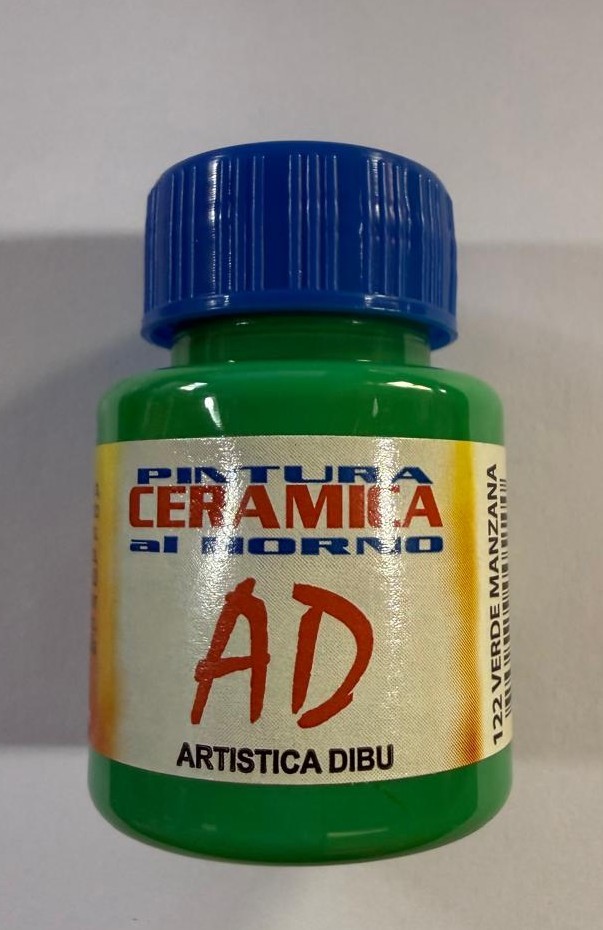 PINTURA
CERAMICA
al HORNO
AD
ARTISTICA DIBU
122 VERDE MANZANA